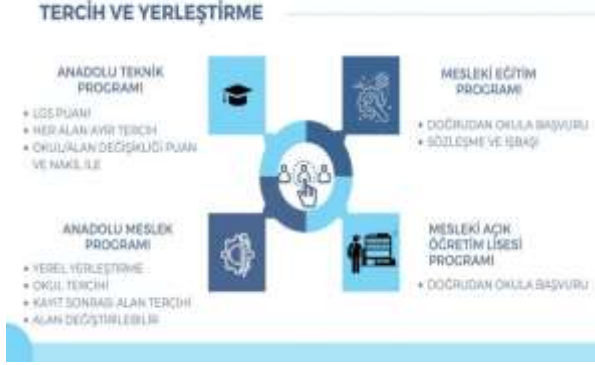 TERCİH VE YERLEŞTİRME
ANADOLU TEKNİK
PROGRAMI
• LGS PUANI
• HER ALAN AYRI TERCİH
• OKUL/ALAN DEĞİŞİKLİĞİ PUAN
VE NAKİL İLE
MESLEKİ EĞİTİM
PROGRAMI
• DOĞRUDAN OKULA BAŞVURU
• SÖZLEŞME VE İŞBAŞI
ANADOLU MESLEK
PROGRAMI
• YEREL YERLEŞTİRME
• OKUL TERCİHİ
• KAYIT SONRASI ALAN TERCİHİ
• ALAN DEĞİŞTİRİLEBİLİR
MESLEKİ AÇIK
ÖĞRETİM LİSESİ
PROGRAMI
• DOĞRUDAN OKULA BAŞVURU